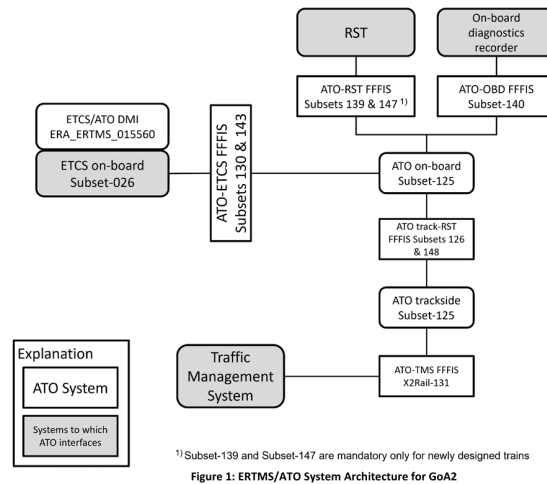 RST
On-board
diagnostics
recorder
ATO-RST FFFIS
Subsets 139 & 147 1)
ATO-OBD FFFIS
Subset-140
ETCS/ATO DMI
ERA_ERTMS_015560
ETCS on-board
Subset-026
ATO-ETCS FFFIS
Subsets 130 & 143
ATO on-board
Subset-125
ATO track-RST
FFFIS Subsets 126
& 148
ATO trackside
Subset-125
Explanation
ATO System
Systems to which
ATO interfaces
Traffic
Management
System
ATO-TMS FFFIS
X2Rail-131
1) Subset-139 and Subset-147 are mandatory only for newly designed trains
Figure 1: ERTMS/ATO System Architecture for GoA2